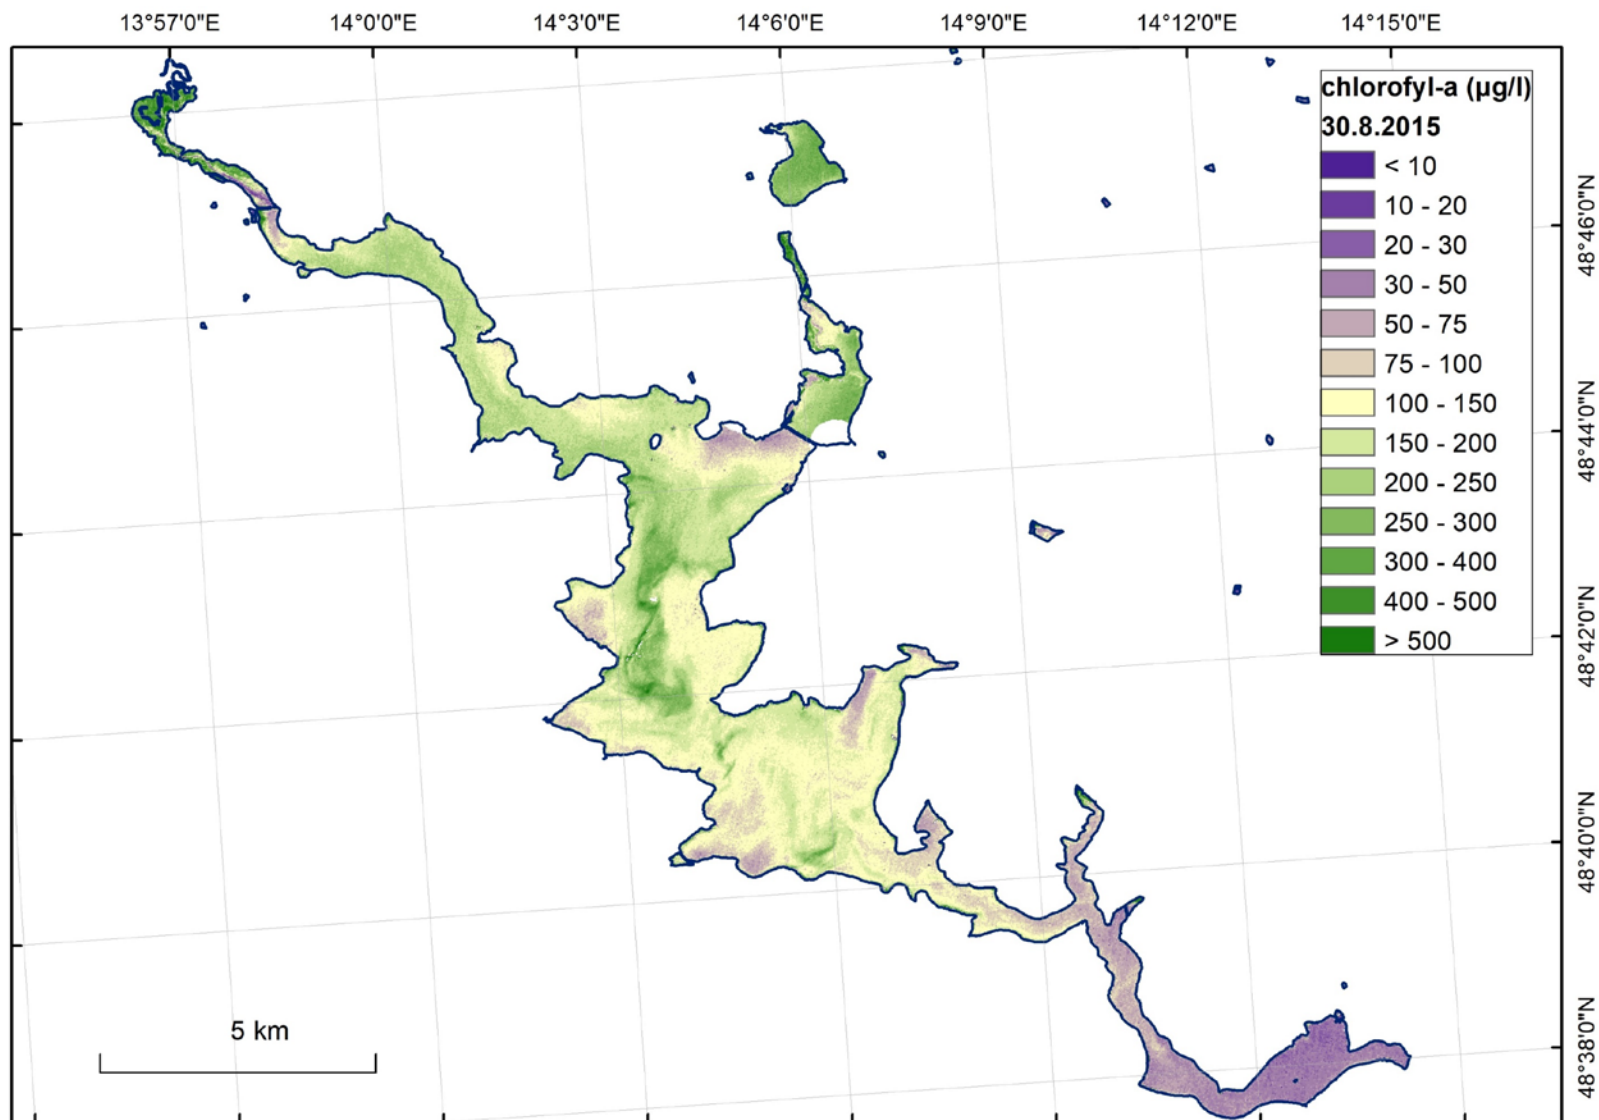 13°57'0"E 14°0'0"E 14°3'0"E 14°6'0"E 14°9'0"E 14°12'0"E 14°15'0"E
chlorofyl-a (µg/l)
30.8.2015
< 10
10 - 20
20 - 30
30 - 50
50 - 75
75 - 100
100 - 150
150 - 200
200 - 250
250 - 300
300 - 400
400 - 500
> 500
48°46'0"N
48°44'0"N
48°42'0"N
48°40'0"N
48°38'0"N
5 km